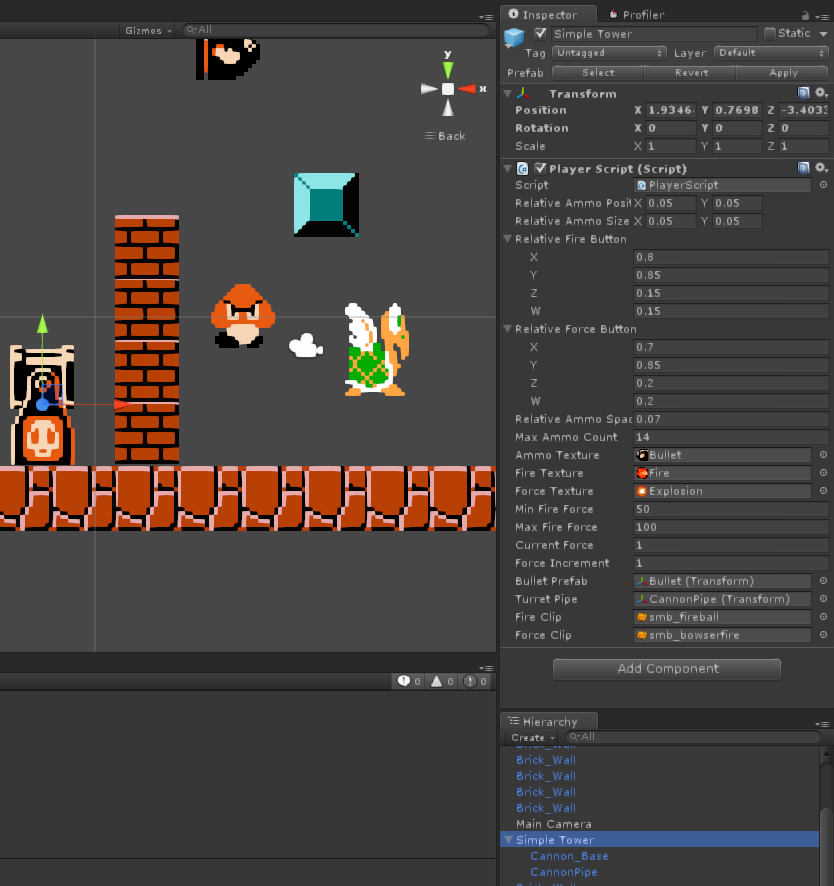 Gizmos
All
y
x
Back
0 0 0
Inspector Profiler
Simple Tower Static
Tag Untagged Layer Default
Prefab Select Revert Apply
Transform
Position X 1.9346 Y 0.7698 Z -3.4033
Rotation X 0 Y 0 Z 0
Scale X 1 Y 1 Z 1
Player Script (Script)
Script PlayerScript
Relative Ammo Posi X 0.05 Y 0.05
Relative Ammo Size X 0.05 Y 0.05
Relative Fire Button
X 0.8
Y 0.85
Z 0.15
W 0.15
Relative Force Button
X 0.7
Y 0.85
Z 0.2
W 0.2
Relative Ammo Spac 0.07
Max Ammo Count 14
Ammo Texture Bullet
Fire Texture Fire
Force Texture Explosion
Min Fire Force 50
Max Fire Force 100
Current Force 1
Force Increment 1
Bullet Prefab Bullet (Transform)
Turret Pipe CannonPipe (Transform)
Fire Clip smb_fireball
Force Clip smb_bowserfire
Add Component
Hierarchy
Create All
Brick_Wall
Brick_Wall
Brick_Wall
Brick_Wall
Brick_Wall
Main Camera
Simple Tower
Cannon_Base
CannonPipe